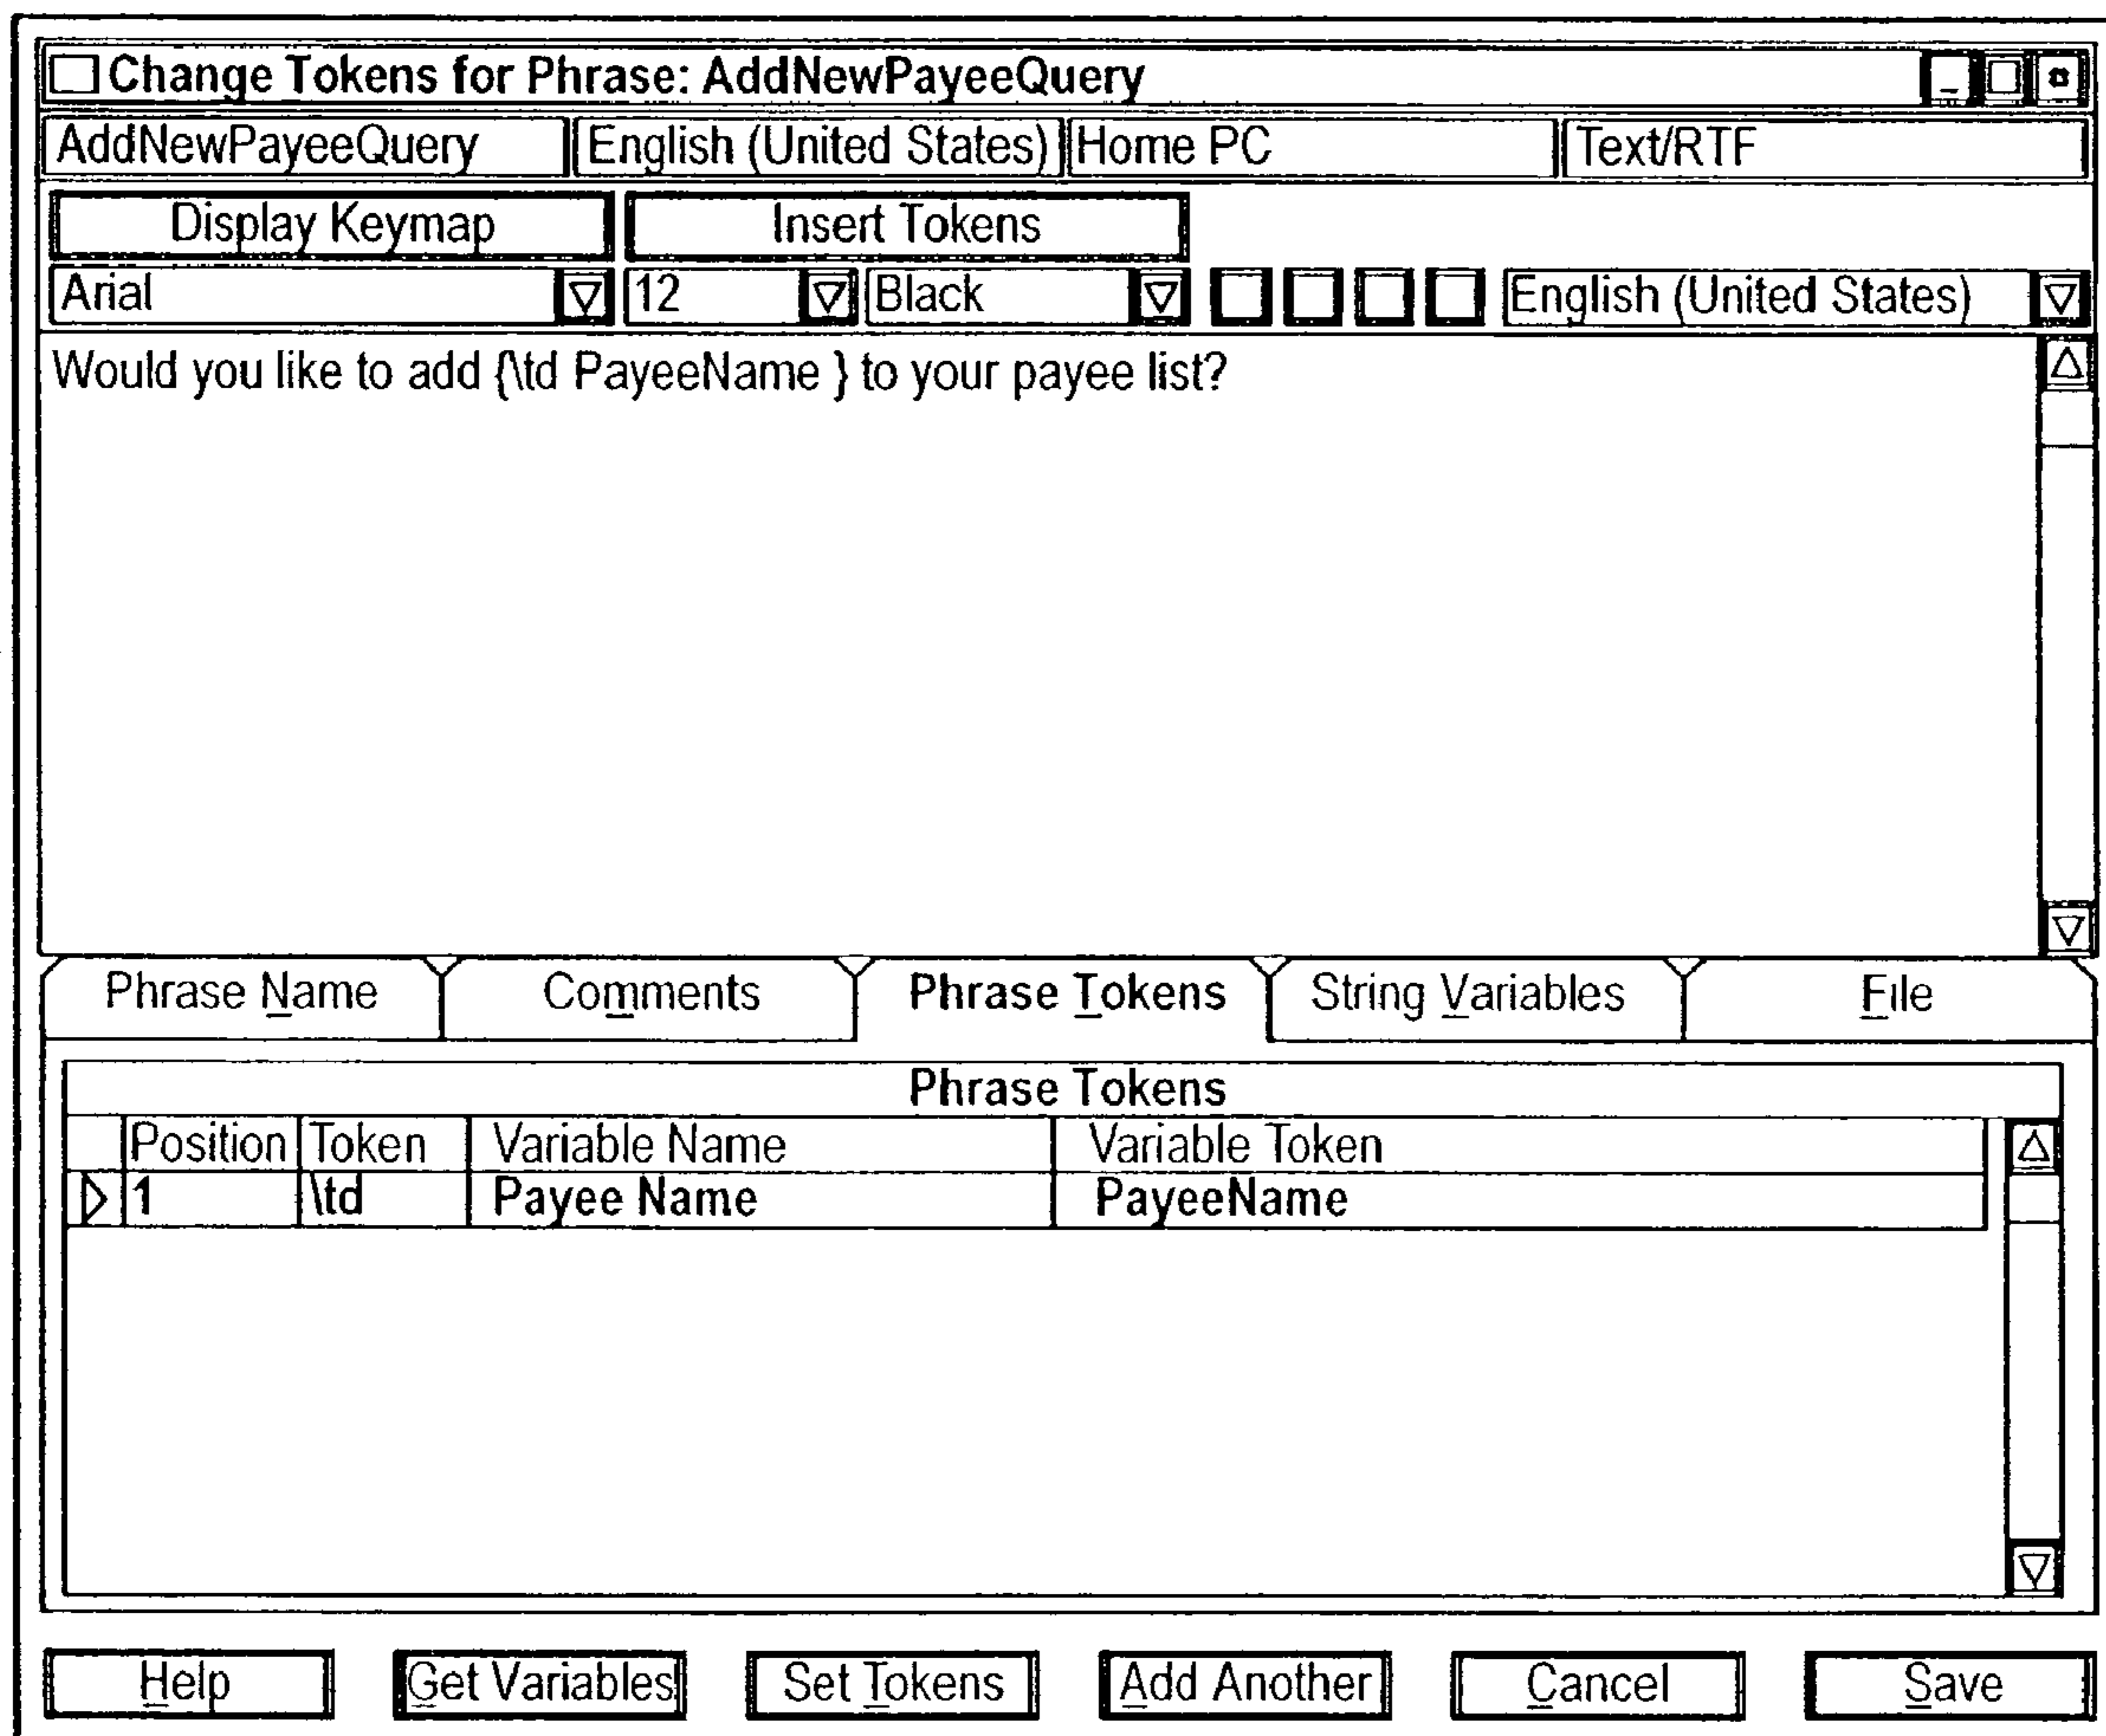 Change Tokens for Phrase: AddNewPayeeQuery
AddNewPayeeQuery English (United States) Home PC Text/RTF
Display Keymap Insert Tokens
Arial 12 Black English (United States)
Would you like to add {\td PayeeName } to your payee list?
Phrase Name Comments Phrase Tokens String Variables File
Phrase Tokens
Position Token Variable Name Variable Token
1 \td Payee Name PayeeName
Help Get Variables Set Tokens Add Another Cancel Save